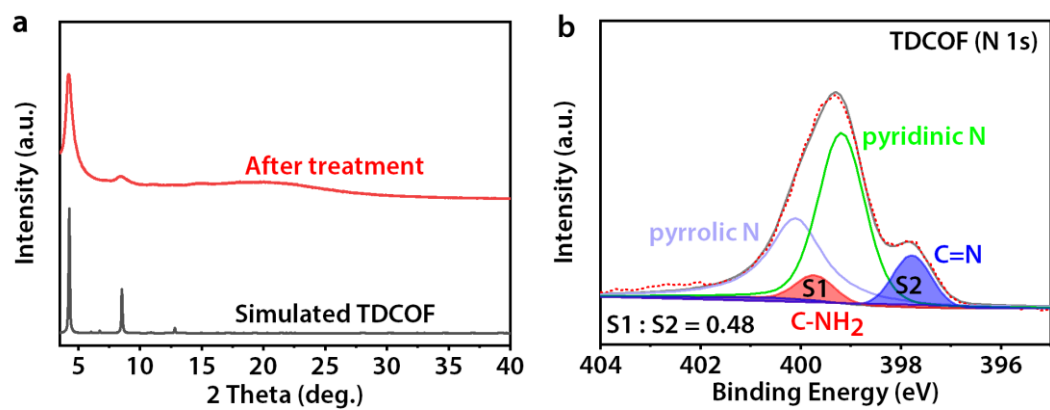 a
Intensity (a.u.)
After treatment
Simulated TDCOF
5 10 15 20 25 30 35 40
2 Theta (deg.)
b
TDCOF (N 1s)
Intensity (a.u.)
pyridinic N
pyrrolic N
C=N
S1
S2
S1 : S2 = 0.48
C-NH₂
404 402 400 398 396
Binding Energy (eV)